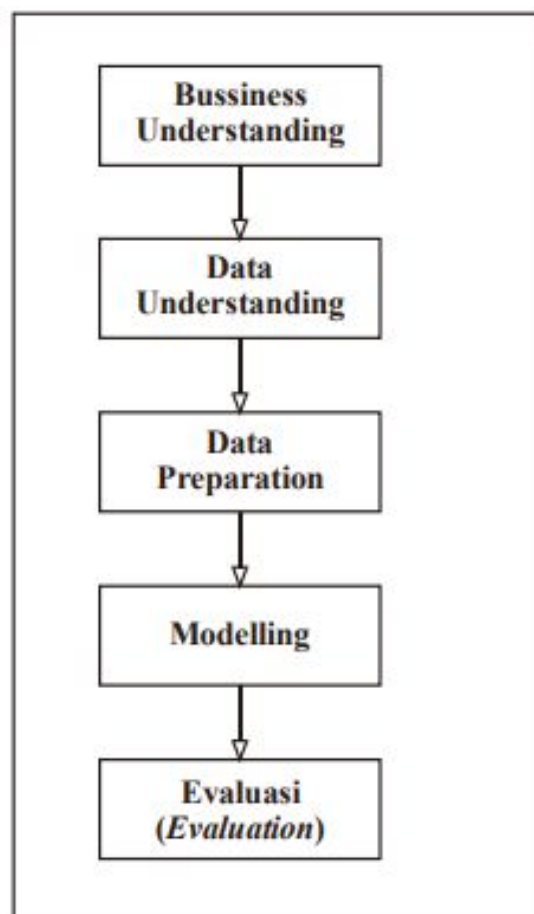 Bussiness
Understanding
Data
Understanding
Data
Preparation
Modelling
Evaluasi
(Evaluation)